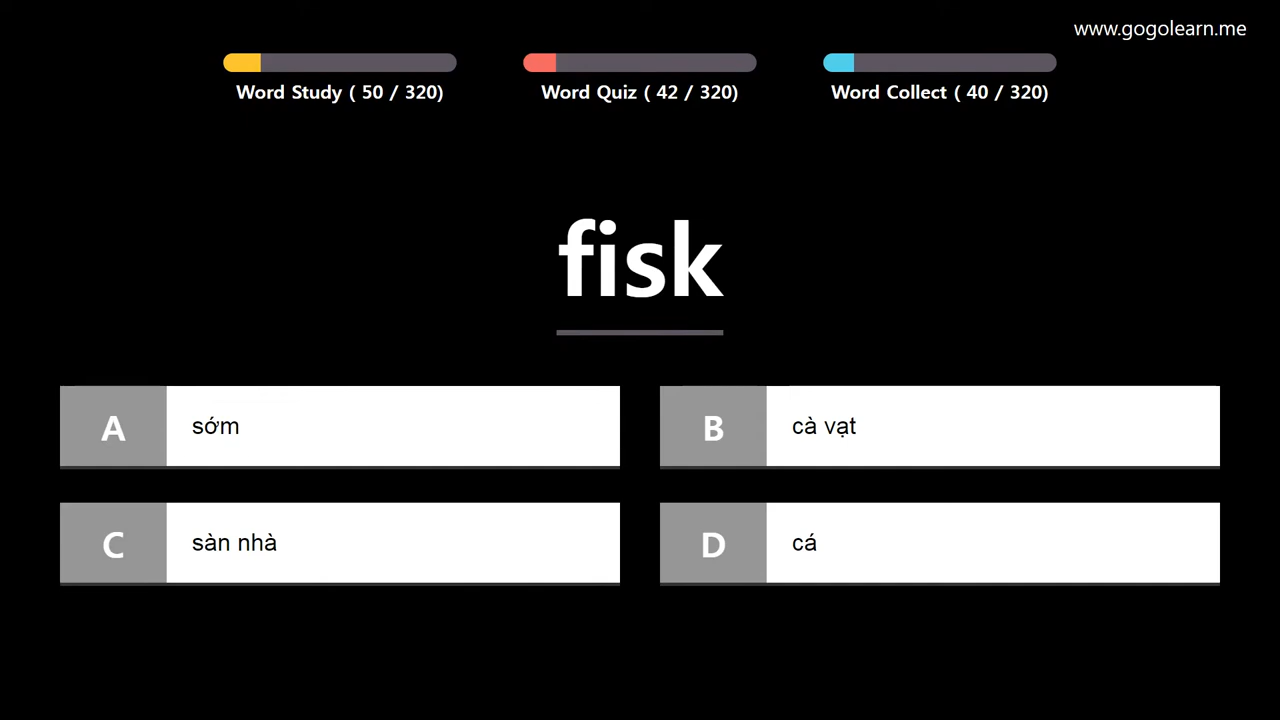 www.gogolearn.me
Word Study ( 50 / 320)
Word Quiz ( 42 / 320)
Word Collect ( 40 / 320)
fisk
A sớm
B cà vạt
C sàn nhà
D cá